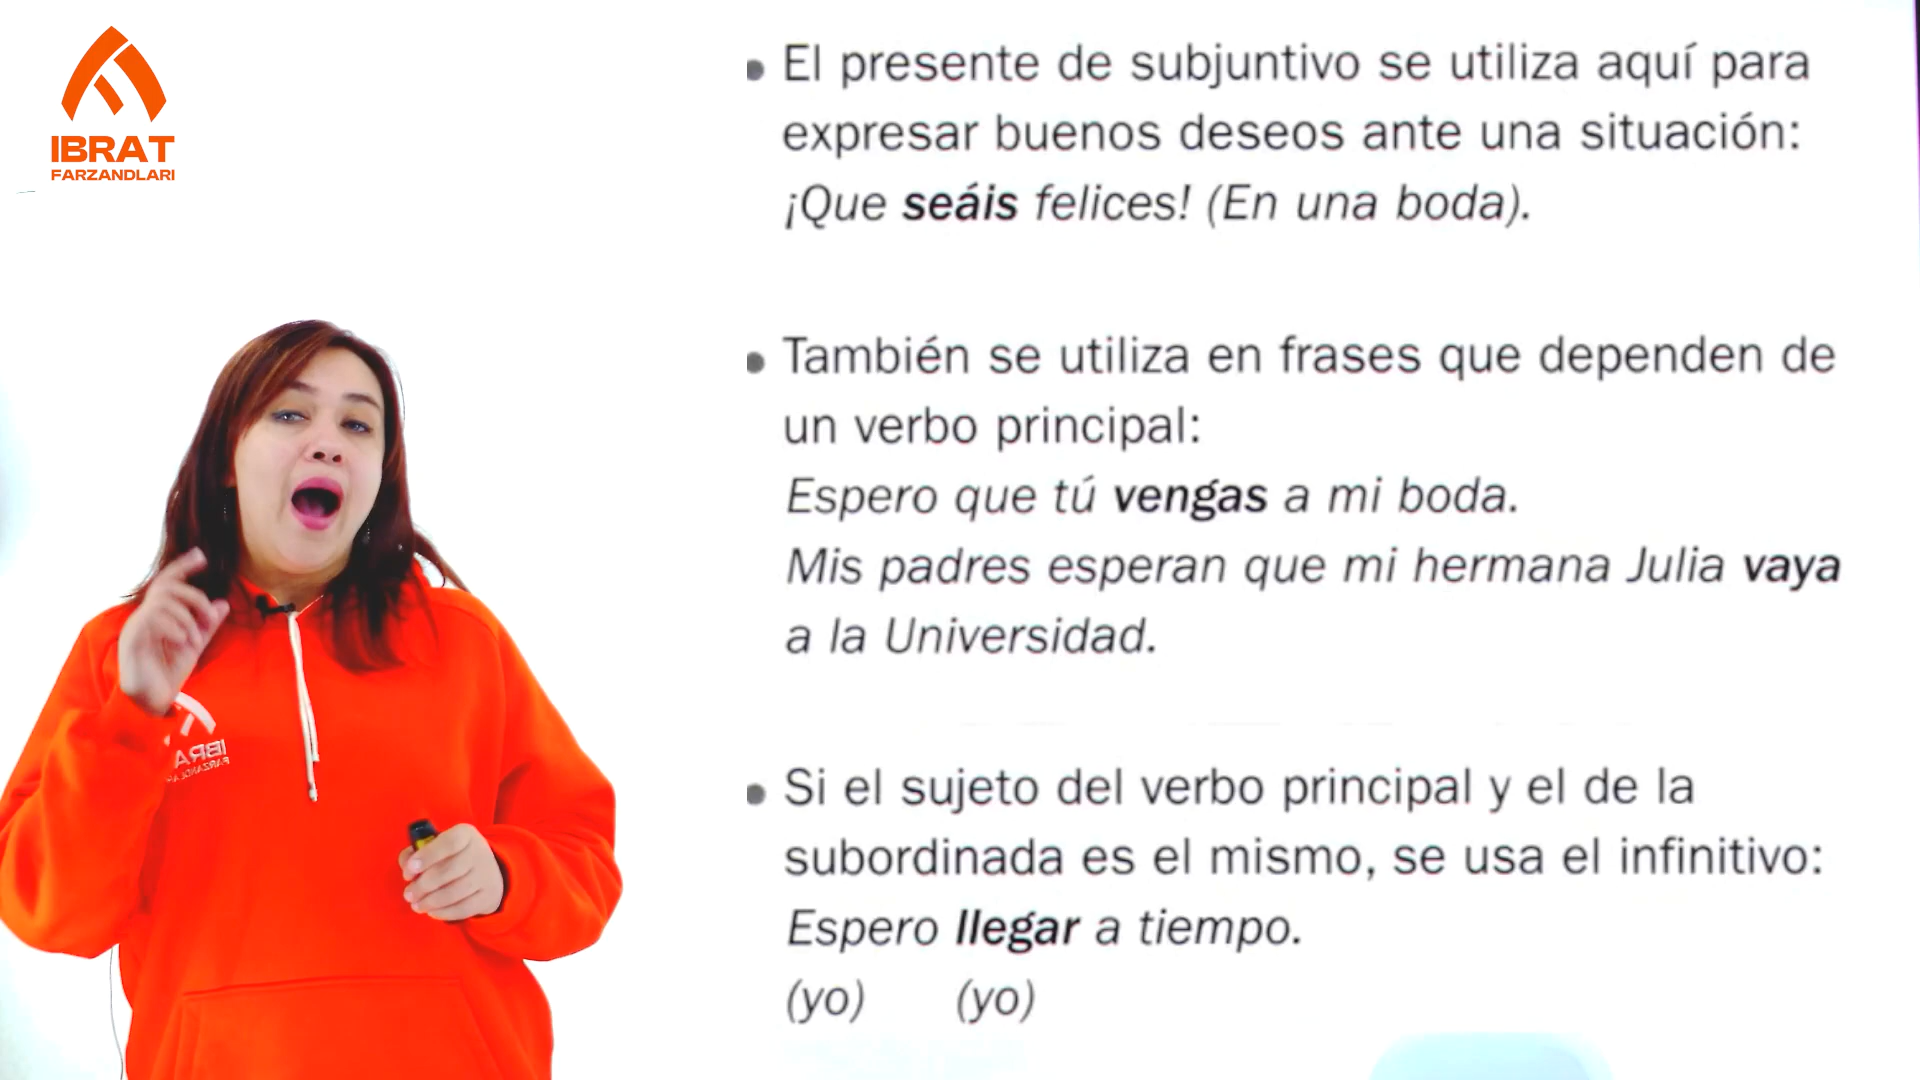 IBRAT
FARZANDLARI
El presente de subjuntivo se utiliza aquí para
expresar buenos deseos ante una situación:
¡Que seáis felices! (En una boda).
También se utiliza en frases que dependen de
un verbo principal:
Espero que tú vengas a mi boda.
Mis padres esperan que mi hermana Julia vaya
a la Universidad.
Si el sujeto del verbo principal y el de la
subordinada es el mismo, se usa el infinitivo:
Espero llegar a tiempo.
(yo) (yo)